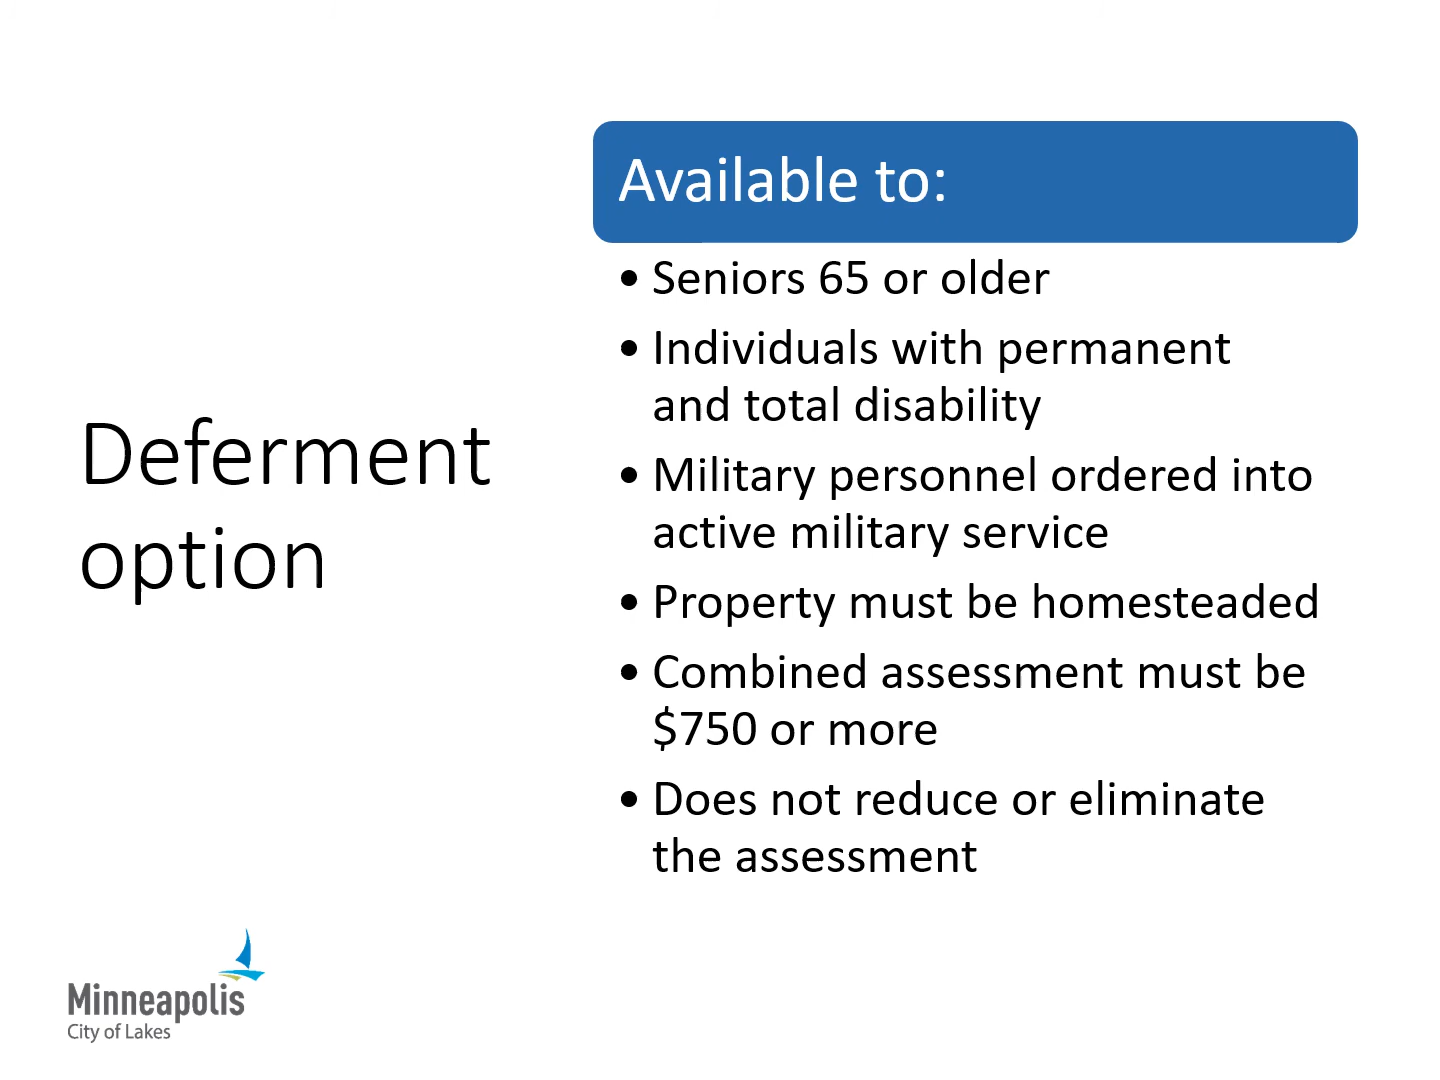 Deferment
option
Available to:
• Seniors 65 or older
• Individuals with permanent
and total disability
• Military personnel ordered into
active military service
• Property must be homesteaded
• Combined assessment must be
$750 or more
• Does not reduce or eliminate
the assessment
Minneapolis
City of Lakes